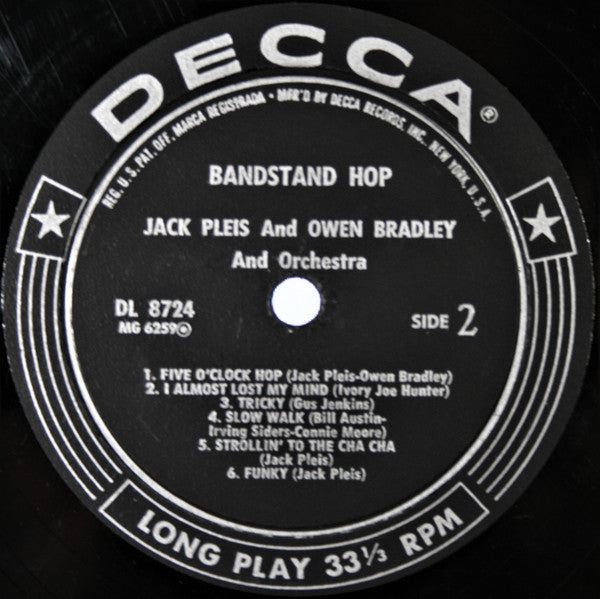 DECCA®
REG. U. S. PAT. OFF. MARCA REGISTRADA • MFR'D BY DECCA RECORDS, INC., NEW YORK, U.S.A.
BANDSTAND HOP
JACK PLEIS And OWEN BRADLEY
And Orchestra
DL 8724
MG 6259
SIDE 2
1. FIVE O'CLOCK HOP (Jack Pleis-Owen Bradley)
2. I ALMOST LOST MY MIND (Ivory Joe Hunter)
3. TRICKY (Gus Jenkins)
4. SLOW WALK (Bill Austin-
Irving Siders-Connie Moore)
5. STROLLIN' TO THE CHA CHA
(Jack Pleis)
6. FUNKY (Jack Pleis)
LONG PLAY 33⅓ RPM